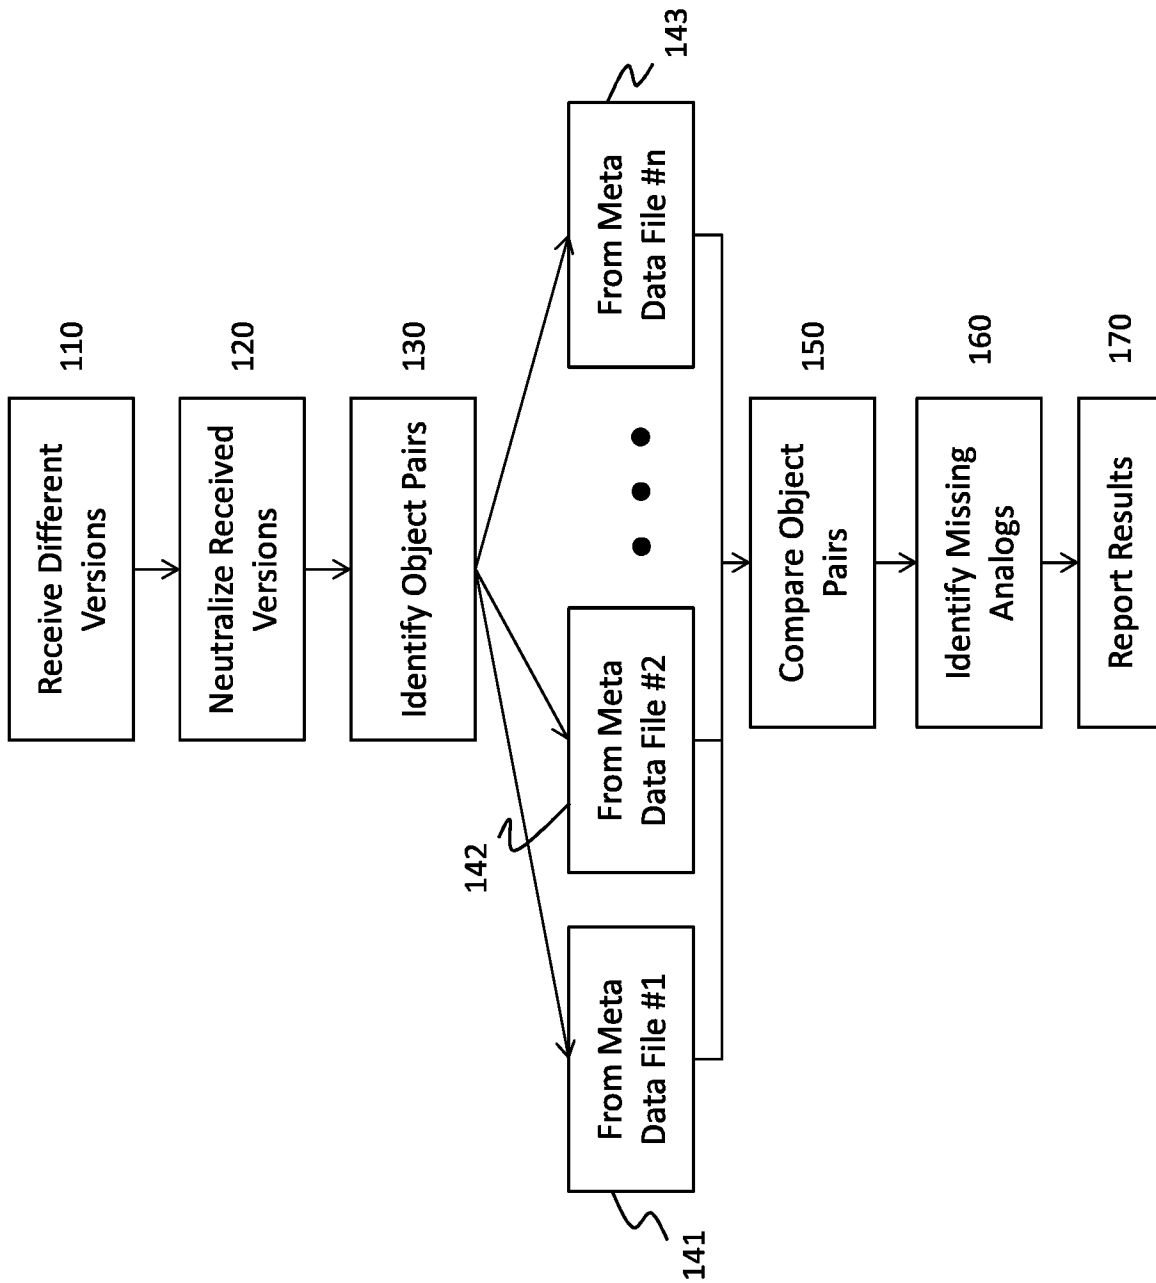 Receive Different
Versions
110
Neutralize Received
Versions
120
Identify Object Pairs
130
From Meta
Data File #1
141
From Meta
Data File #2
142
From Meta
Data File #n
143
Compare Object
Pairs
150
Identify Missing
Analogs
160
Report Results
170